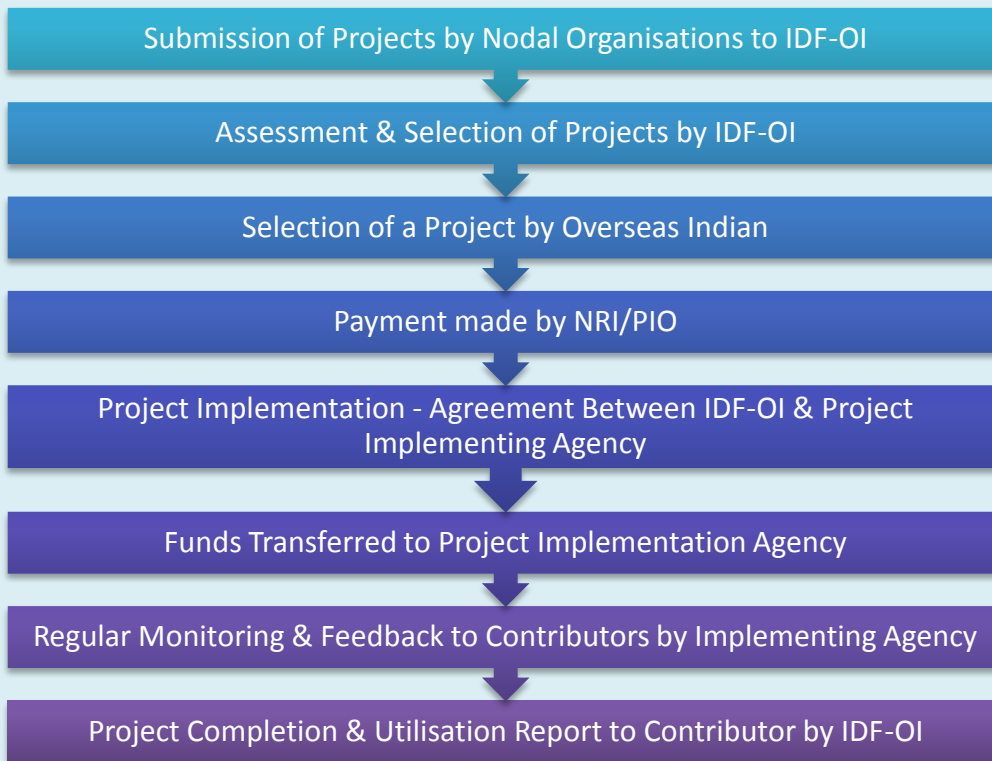 Submission of Projects by Nodal Organisations to IDF-OI
Assessment & Selection of Projects by IDF-OI
Selection of a Project by Overseas Indian
Payment made by NRI/PIO
Project Implementation - Agreement Between IDF-OI & Project
Implementing Agency
Funds Transferred to Project Implementation Agency
Regular Monitoring & Feedback to Contributors by Implementing Agency
Project Completion & Utilisation Report to Contributor by IDF-OI